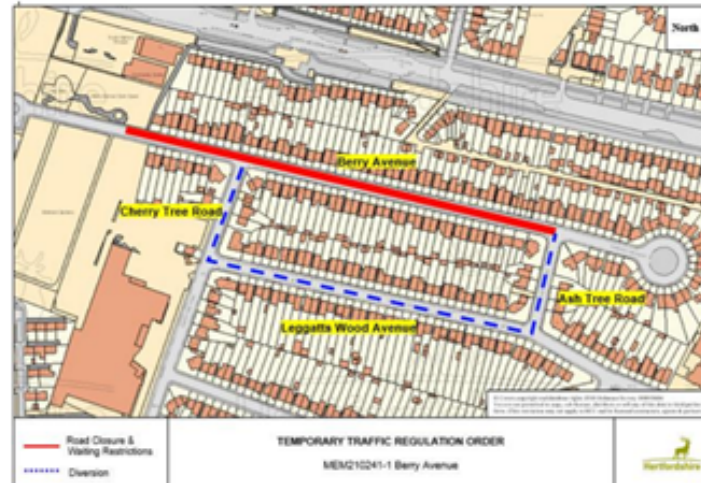 North
Berry Avenue
Cherry Tree Road
Ash Tree Road
Leggatts Wood Avenue
Road Closure &
Waiting Restrictions
Diversion
TEMPORARY TRAFFIC REGULATION ORDER
MEM210241-1 Berry Avenue
Hertfordshire